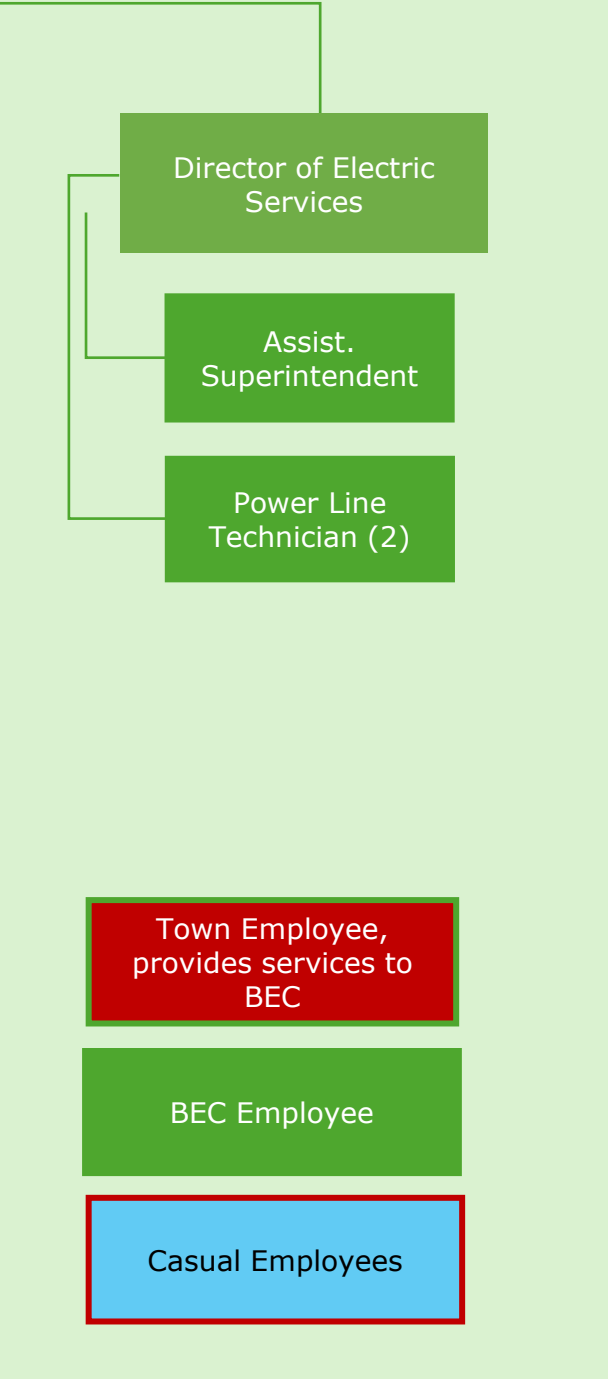 Director of Electric
Services
Assist.
Superintendent
Power Line
Technician (2)
Town Employee,
provides services to
BEC
BEC Employee
Casual Employees